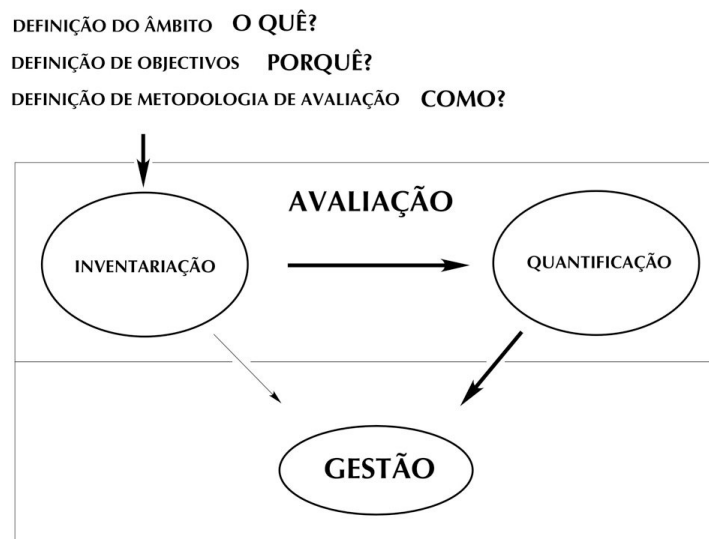 DEFINIÇÃO DO ÂMBITO O QUÊ?
DEFINIÇÃO DE OBJECTIVOS PORQUÊ?
DEFINIÇÃO DE METODOLOGIA DE AVALIAÇÃO COMO?
AVALIAÇÃO
INVENTARIAÇÃO
QUANTIFICAÇÃO
GESTÃO